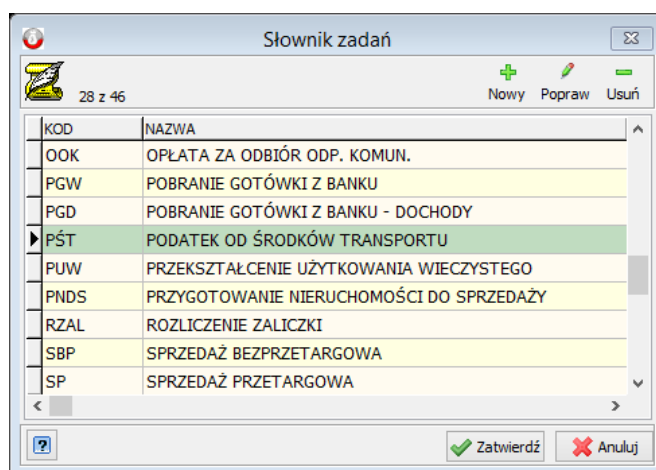 Słownik zadań
28 z 46
Nowy Popraw Usuń
KOD NAZWA
OOK OPŁATA ZA ODBIÓR ODP. KOMUN.
PGW POBRANIE GOTÓWKI Z BANKU
PGD POBRANIE GOTÓWKI Z BANKU - DOCHODY
PŚT PODATEK OD ŚRODKÓW TRANSPORTU
PUW PRZEKSZTAŁCENIE UŻYTKOWANIA WIECZYSTEGO
PNDS PRZYGOTOWANIE NIERUCHOMOŚCI DO SPRZEDAŻY
RZAL ROZLICZENIE ZALICZKI
SBP SPRZEDAŻ BEZPRZETARGOWA
SP SPRZEDAŻ PRZETARGOWA
? Zatwierdź Anuluj